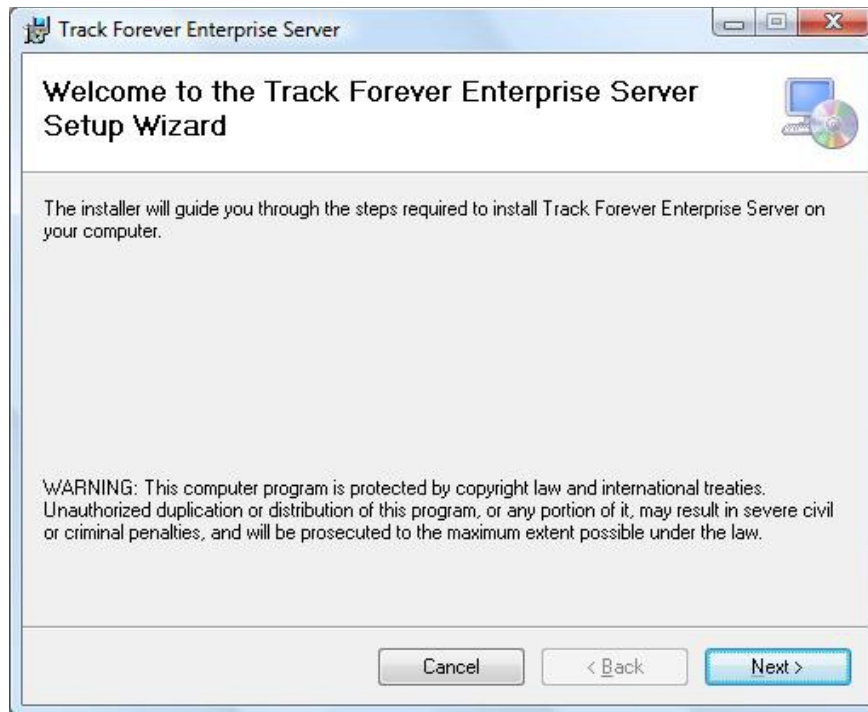 Track Forever Enterprise Server
Welcome to the Track Forever Enterprise Server
Setup Wizard
The installer will guide you through the steps required to install Track Forever Enterprise Server on
your computer.
WARNING: This computer program is protected by copyright law and international treaties.
Unauthorized duplication or distribution of this program, or any portion of it, may result in severe civil
or criminal penalties, and will be prosecuted to the maximum extent possible under the law.
Cancel
< Back
Next >